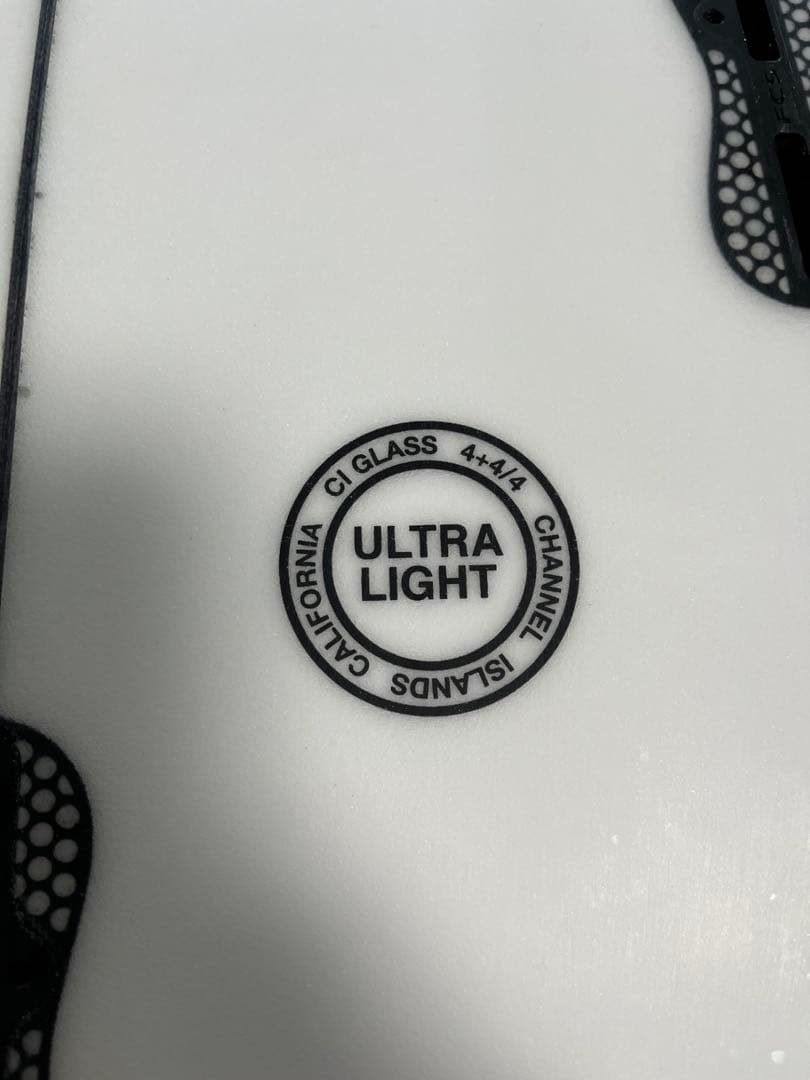 FCS
CI GLASS 4+4/4
CHANNEL ISLANDS CALIFORNIA
ULTRA
LIGHT